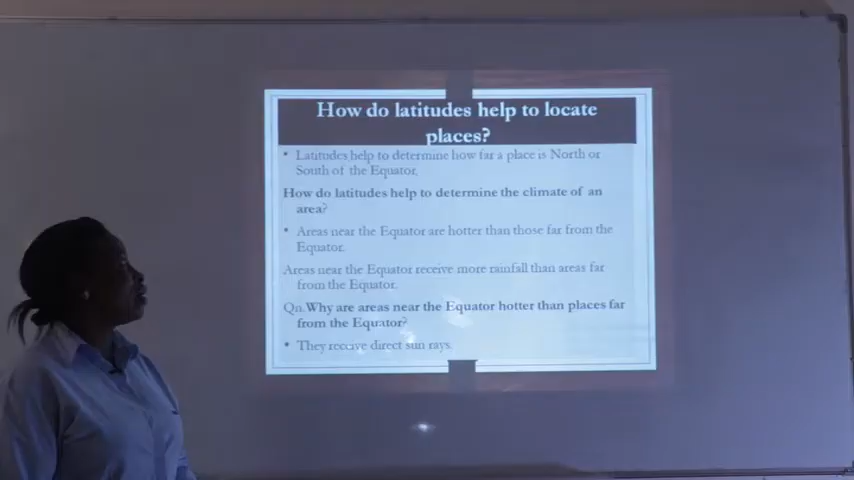 How do latitudes help to locate
places?
• Latitudes help to determine how far a place is North or
South of the Equator.
How do latitudes help to determine the climate of an
area?
• Areas near the Equator are hotter than those far from the
Equator.
Areas near the Equator receive more rainfall than areas far
from the Equator.
Qn.Why are areas near the Equator hotter than places far
from the Equator?
• They receive direct sun rays.